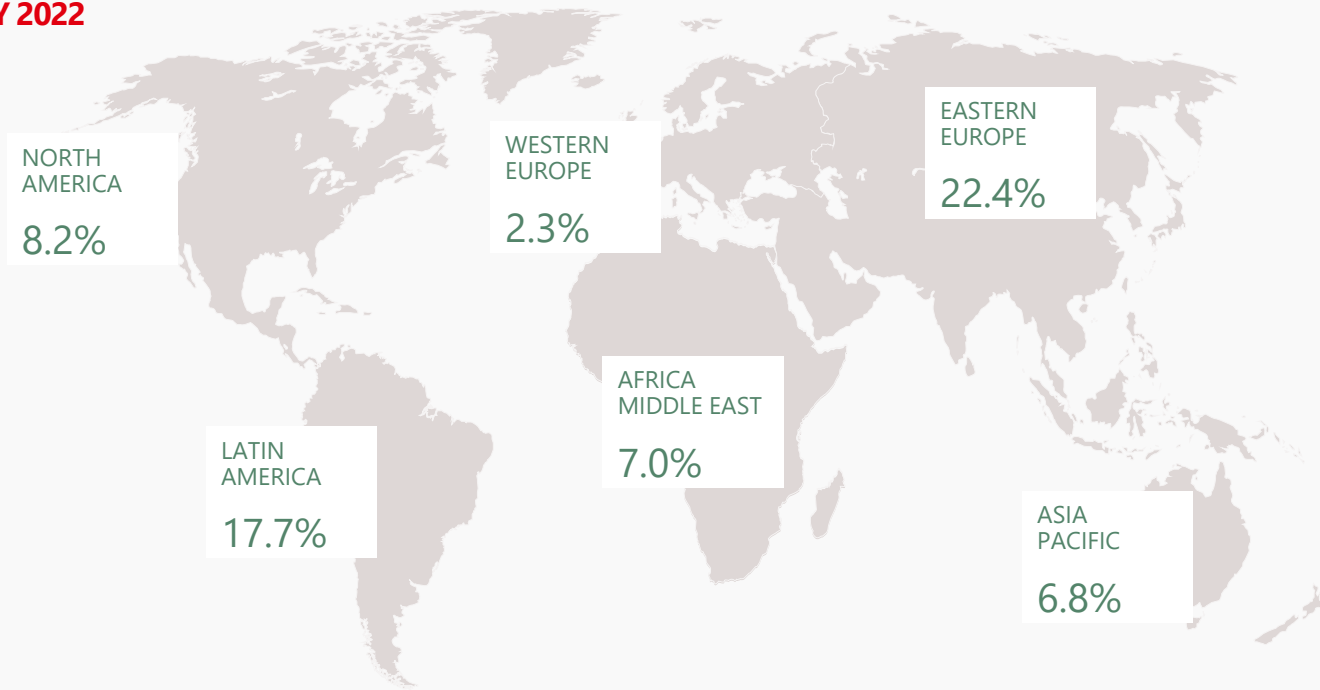 Y 2022
NORTH
AMERICA
8.2%
WESTERN
EUROPE
2.3%
EASTERN
EUROPE
22.4%
AFRICA
MIDDLE EAST
7.0%
LATIN
AMERICA
17.7%
ASIA
PACIFIC
6.8%